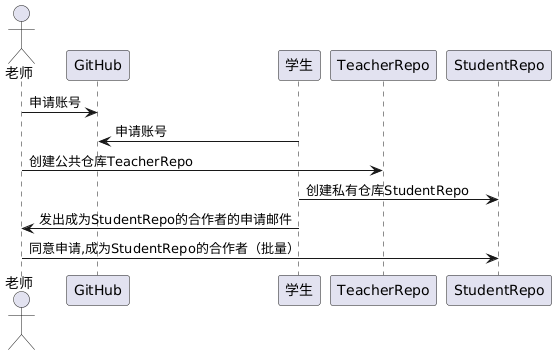 老师
GitHub
学生
TeacherRepo
StudentRepo
申请账号
申请账号
创建公共仓库TeacherRepo
创建私有仓库StudentRepo
发出成为StudentRepo的合作者的申请邮件
同意申请,成为StudentRepo的合作者（批量）
老师
GitHub
学生
TeacherRepo
StudentRepo